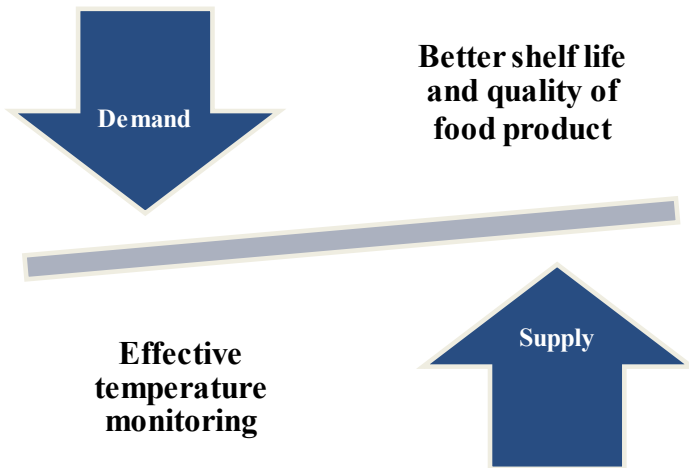 Demand
Better shelf life
and quality of
food product
Effective
temperature
monitoring
Supply